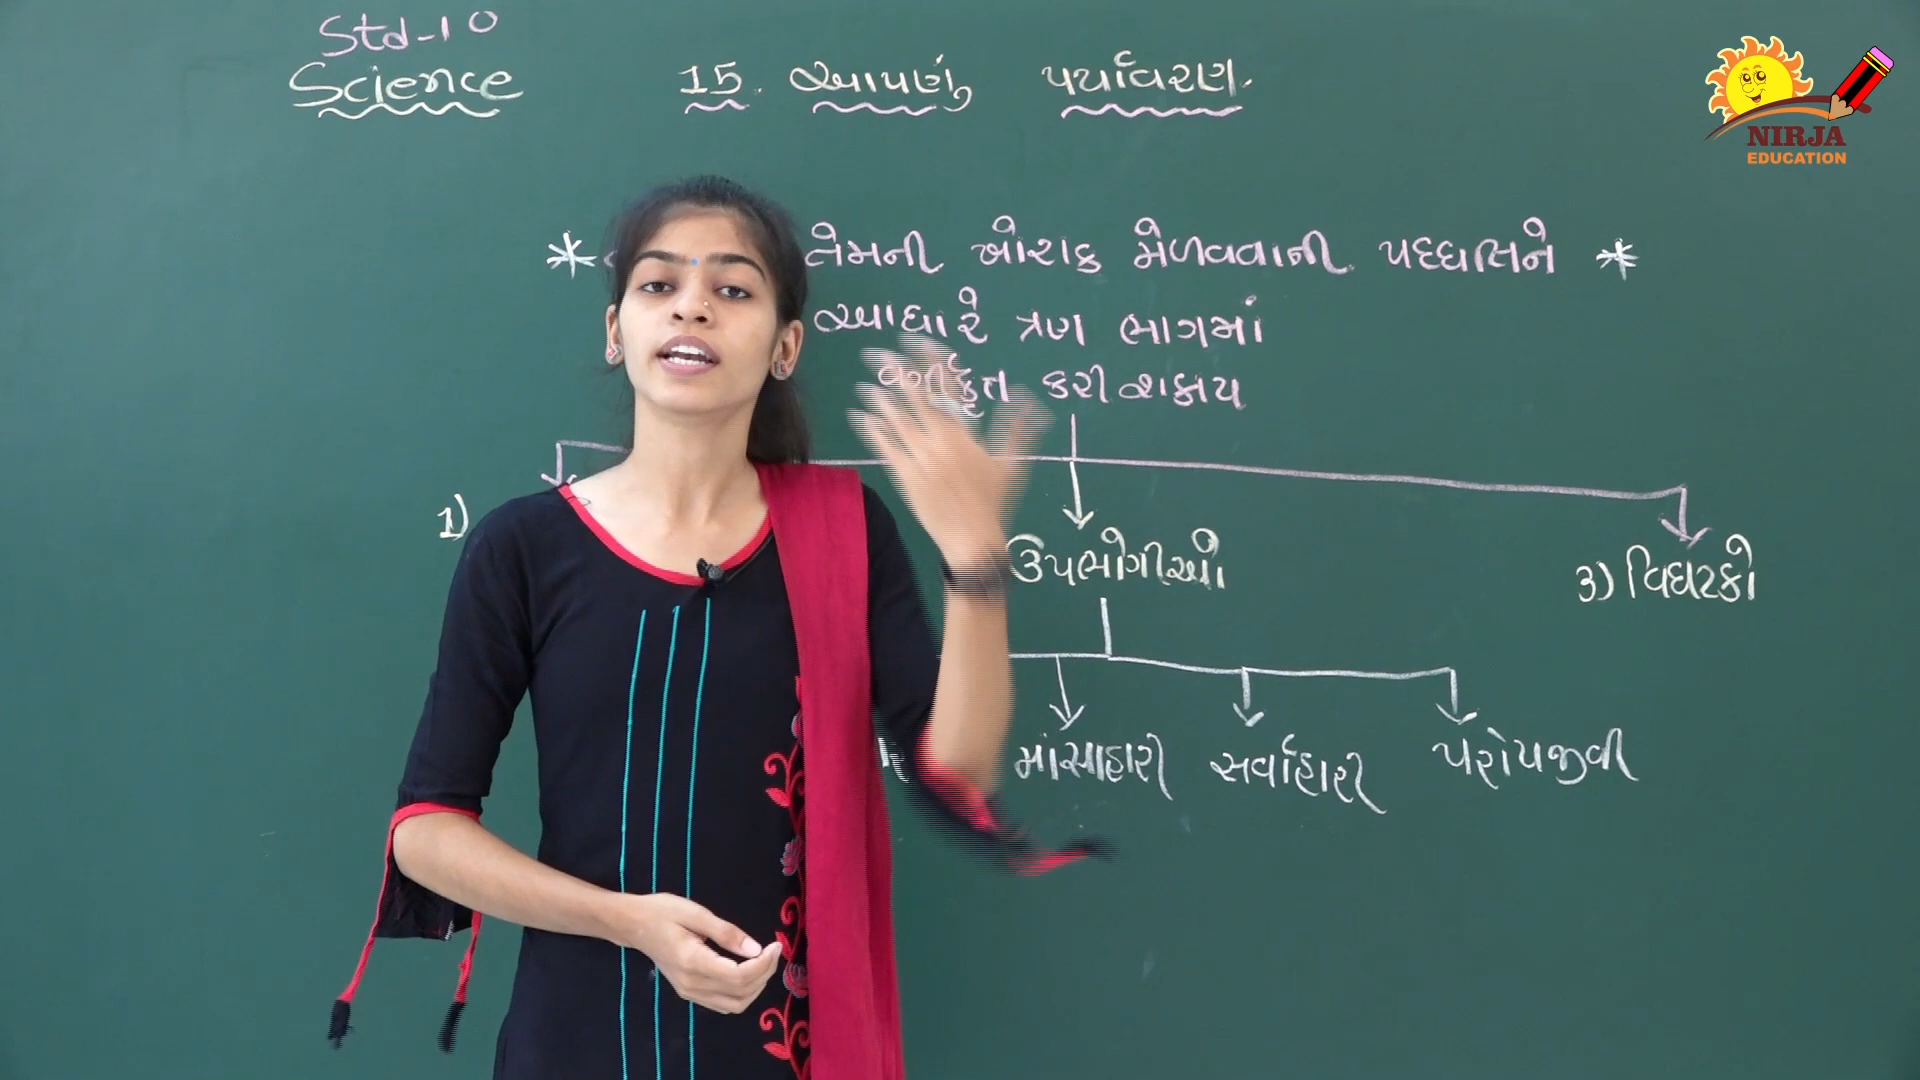 Std-10
Science
15. આપણું પર્યાવરણ.
NIRJA
EDUCATION
* તેમની ખોરાક મેળવવાની પદ્ધતિને *
આધારે ત્રણ ભાગમાં
વર્ગીકૃત કરી શકાય
1)
ઉપભોગીઓ
3) વિઘટકો
માંસાહારી સર્વાહારી પરોપજીવી